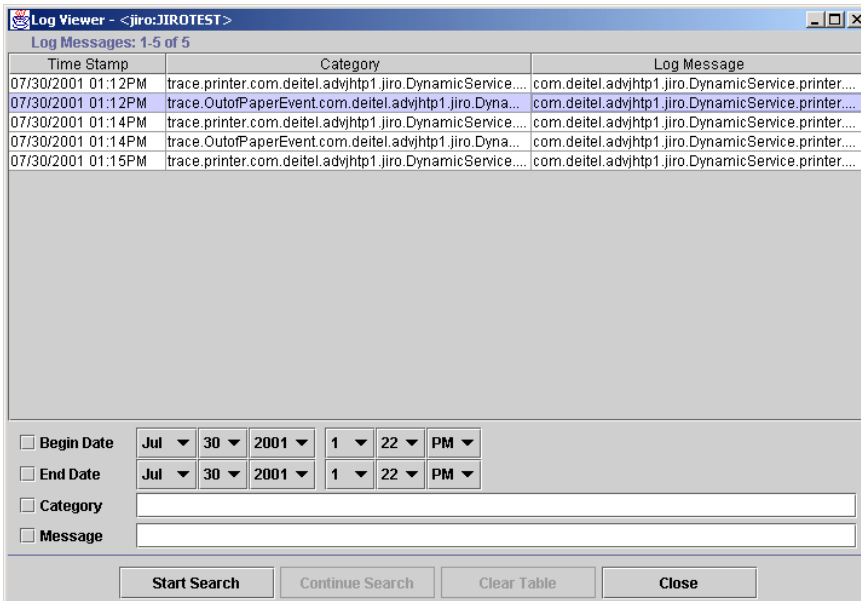 Log Viewer - <jiro:JIROTEST>
Log Messages: 1-5 of 5
Time Stamp Category Log Message
07/30/2001 01:12PM trace.printer.com.deitel.advjhtp1.jiro.DynamicService.... com.deitel.advjhtp1.jiro.DynamicService.printer....
07/30/2001 01:12PM trace.OutofPaperEvent.com.deitel.advjhtp1.jiro.Dyna... com.deitel.advjhtp1.jiro.DynamicService.printer....
07/30/2001 01:14PM trace.printer.com.deitel.advjhtp1.jiro.DynamicService.... com.deitel.advjhtp1.jiro.DynamicService.printer....
07/30/2001 01:14PM trace.OutofPaperEvent.com.deitel.advjhtp1.jiro.Dyna... com.deitel.advjhtp1.jiro.DynamicService.printer....
07/30/2001 01:15PM trace.printer.com.deitel.advjhtp1.jiro.DynamicService.... com.deitel.advjhtp1.jiro.DynamicService.printer....
Begin Date Jul 30 2001 1 22 PM
End Date Jul 30 2001 1 22 PM
Category
Message
Start Search Continue Search Clear Table Close